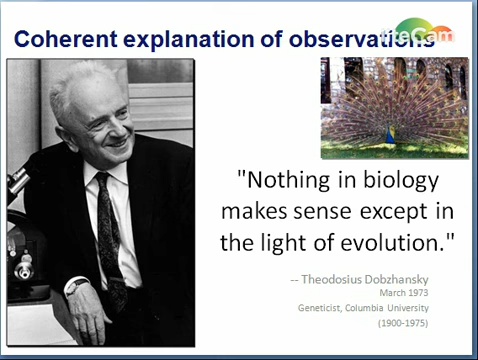 Coherent explanation of observations
liteCam
"Nothing in biology
makes sense except in
the light of evolution."
-- Theodosius Dobzhansky
March 1973
Geneticist, Columbia University
(1900-1975)